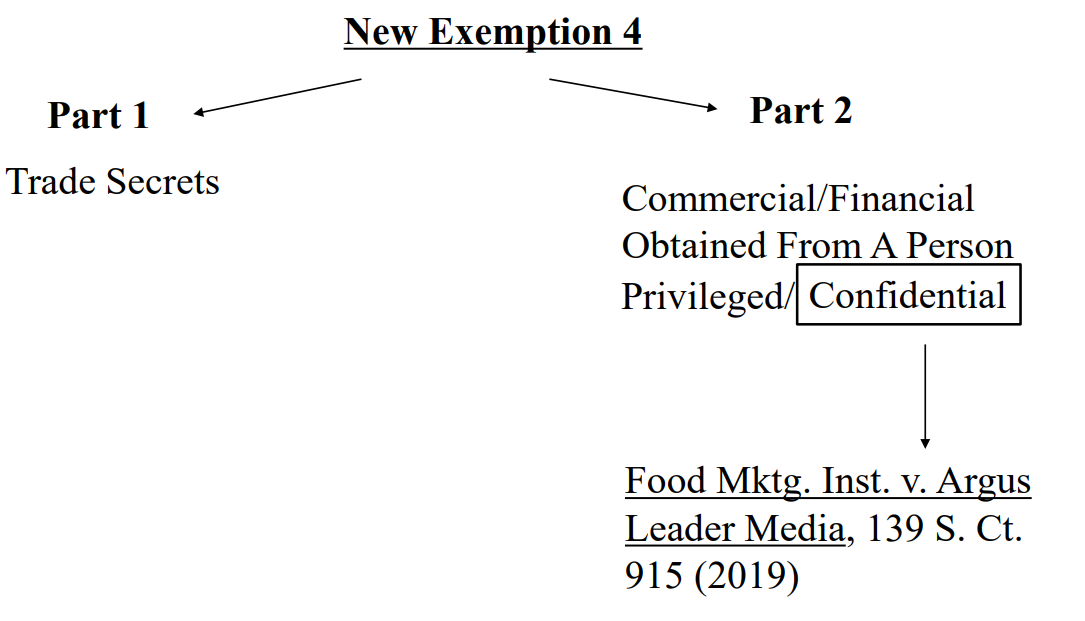 New Exemption 4
Part 1
Trade Secrets
Part 2
Commercial/Financial
Obtained From A Person
Privileged/ Confidential
Food Mktg. Inst. v. Argus
Leader Media, 139 S. Ct.
915 (2019)